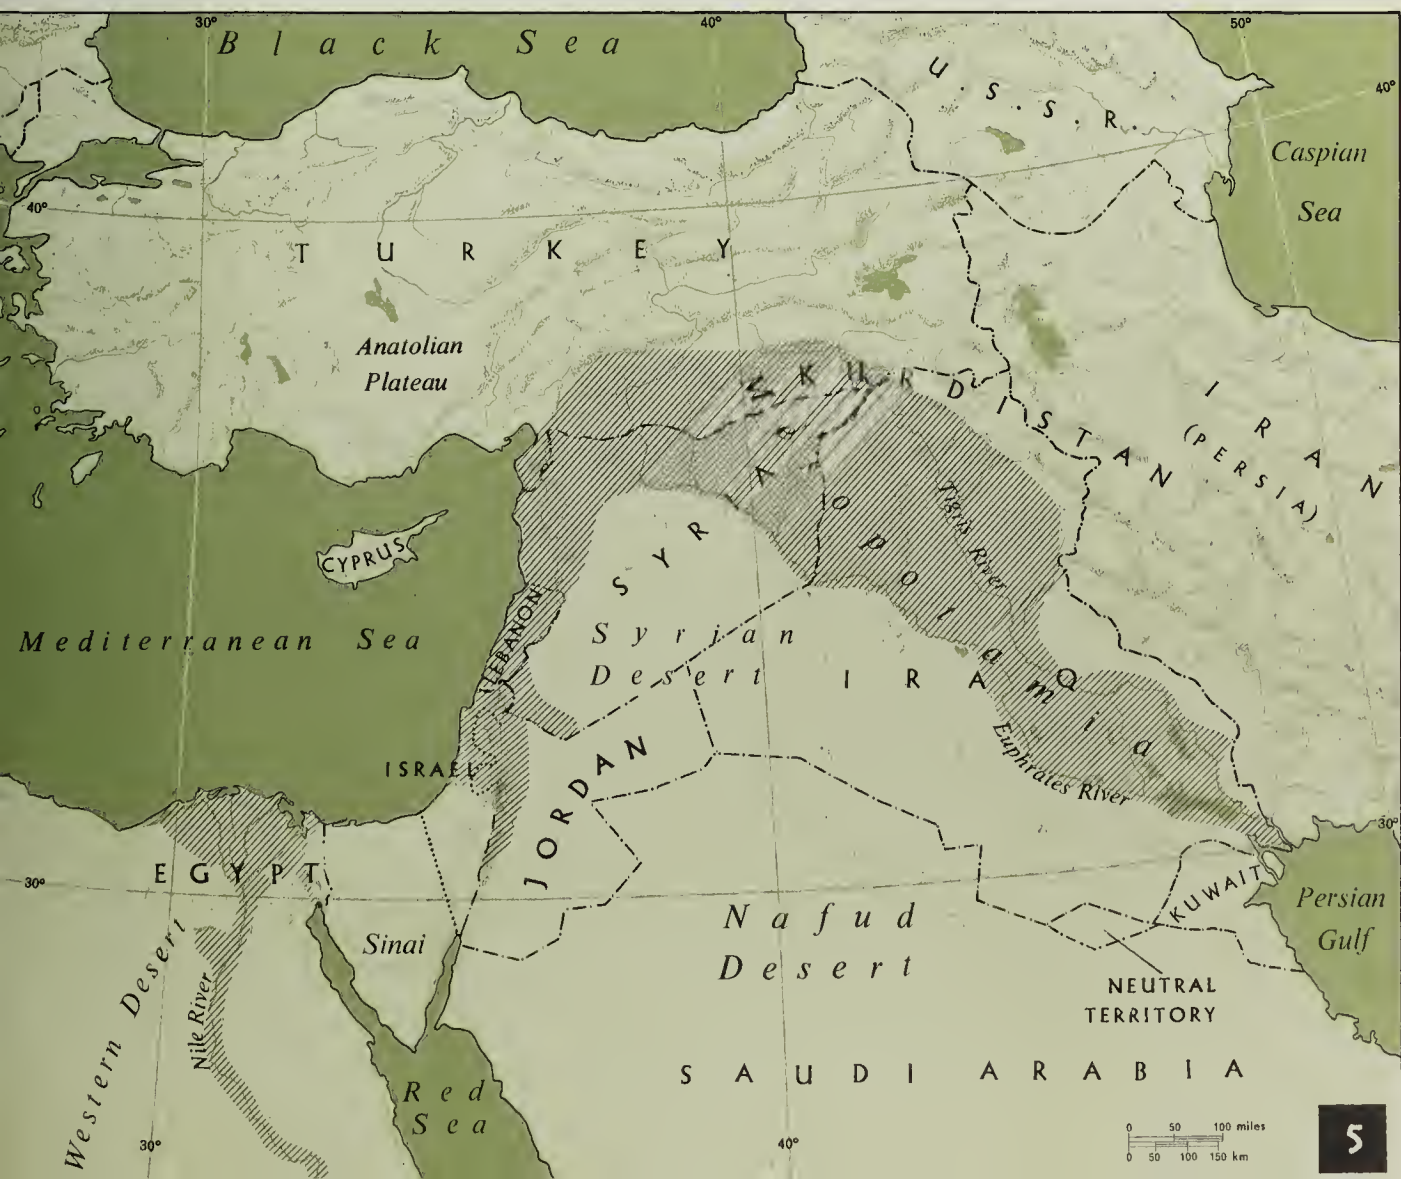 30°
40°
50°
Black Sea
U.S.S.R.
40°
Caspian
Sea
40°
TURKEY
Anatolian
Plateau
KURDISTAN
IRAN
(PERSIA)
Tigris River
opotamia
CYPRUS
SYRIA
LEBANON
Mediterranean Sea
Syrian
Desert
IRAQ
Euphrates River
ISRAEL
JORDAN
30°
EGYPT
30°
KUWAIT
Persian
Gulf
Nafud
Desert
Sinai
Western Desert
Nile River
NEUTRAL
TERRITORY
SAUDI ARABIA
Red
Sea
30°
40°
0 50 100 miles
0 50 100 150 km
5